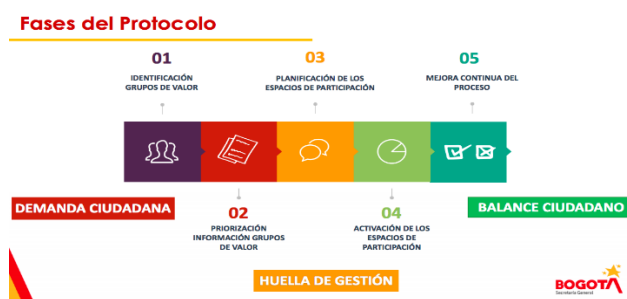 Fases del Protocolo
01
IDENTIFICACIÓN
GRUPOS DE VALOR
03
PLANIFICACIÓN DE LOS
ESPACIOS DE PARTICIPACIÓN
05
MEJORA CONTINUA DEL
PROCESO
DEMANDA CIUDADANA
02
PRIORIZACIÓN
INFORMACIÓN GRUPOS
DE VALOR
04
ACTIVACIÓN DE LOS
ESPACIOS DE
PARTICIPACIÓN
BALANCE CIUDADANO
HUELLA DE GESTIÓN
BOGOTÁ
Secretaría General